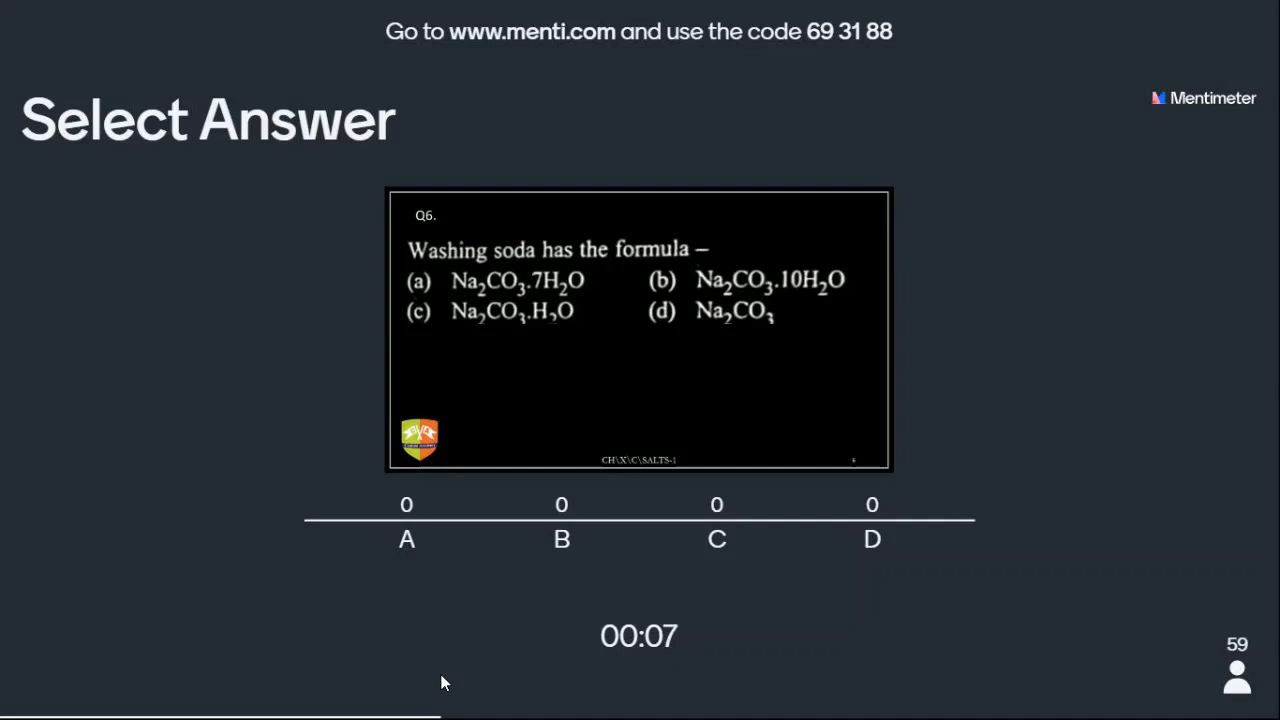 Go to www.menti.com and use the code 69 31 88
Mentimeter
Select Answer
Q6.
Washing soda has the formula –
(a) Na₂CO₃.7H₂O (b) Na₂CO₃.10H₂O
(c) Na₂CO₃.H₂O (d) Na₂CO₃
CH\X\C\SALTS-1 6
0 0 0 0
A B C D
00:07
59